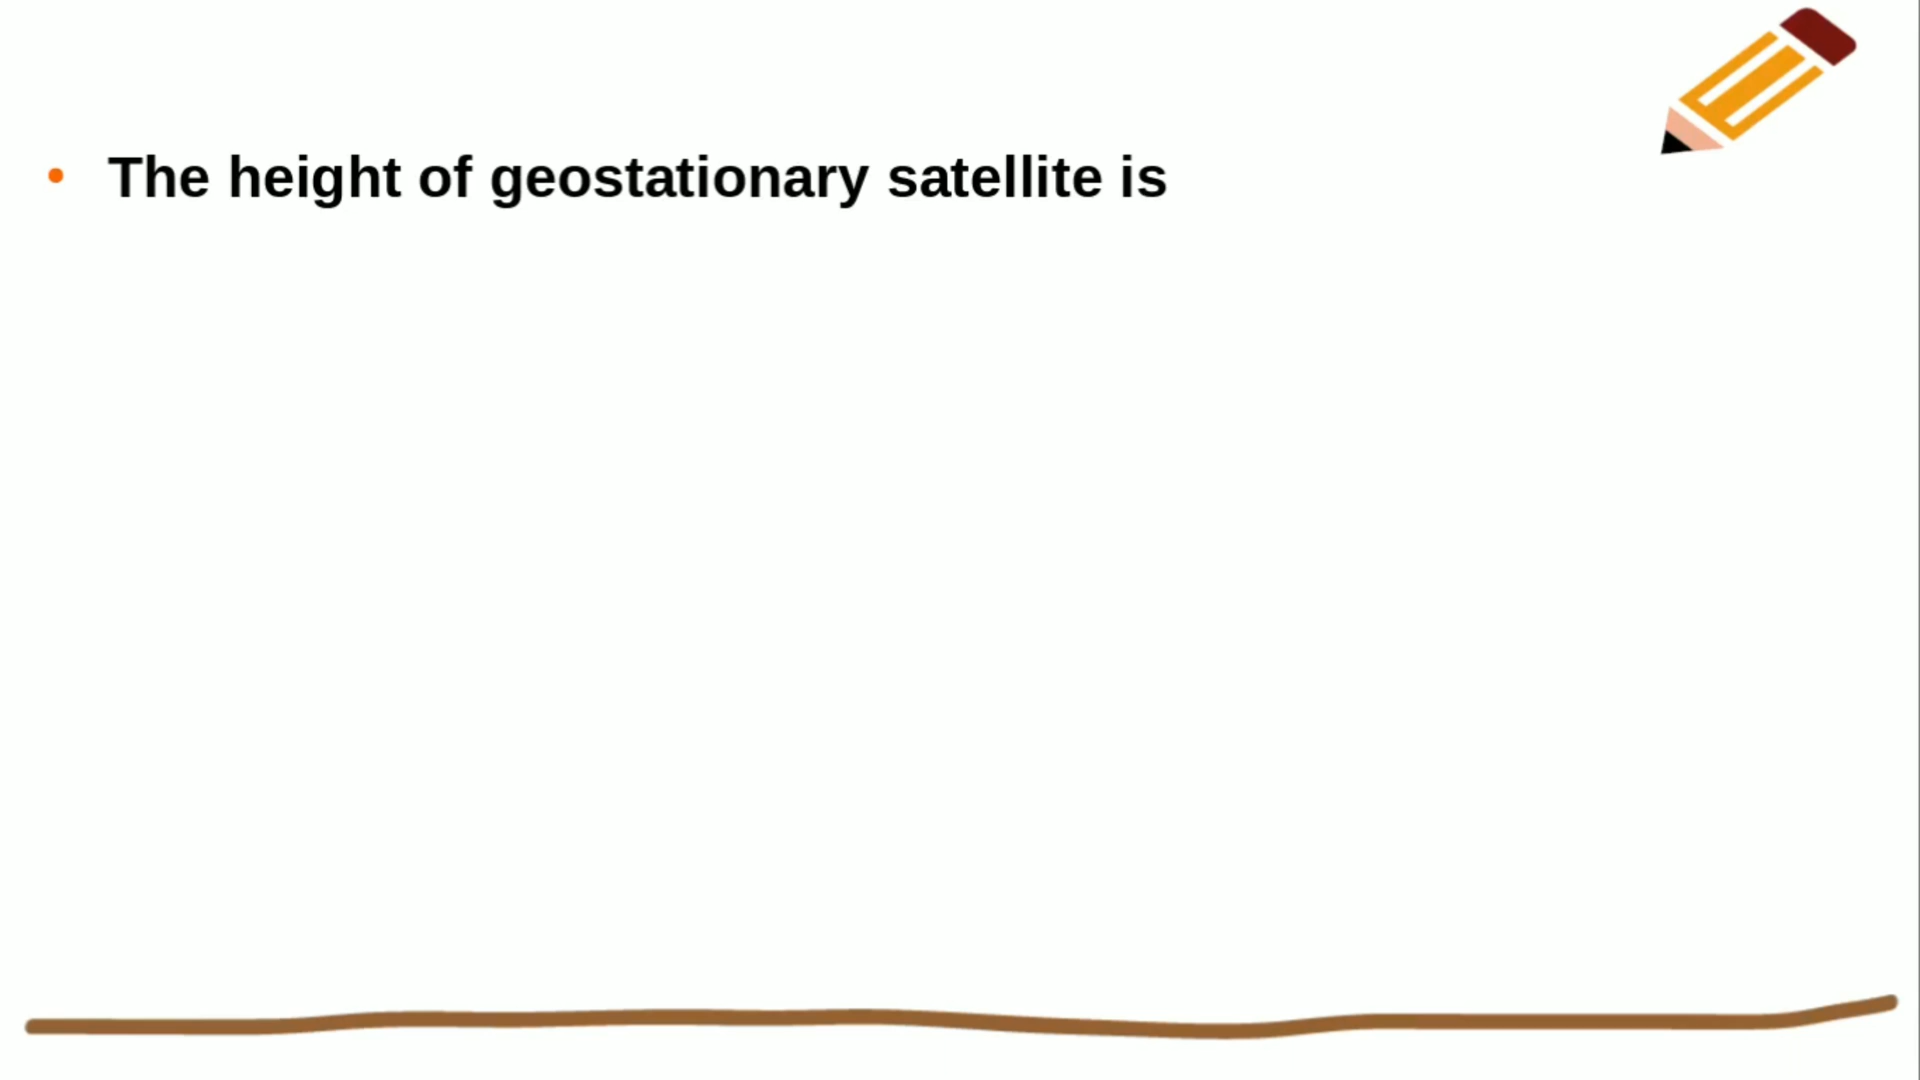 • The height of geostationary satellite is